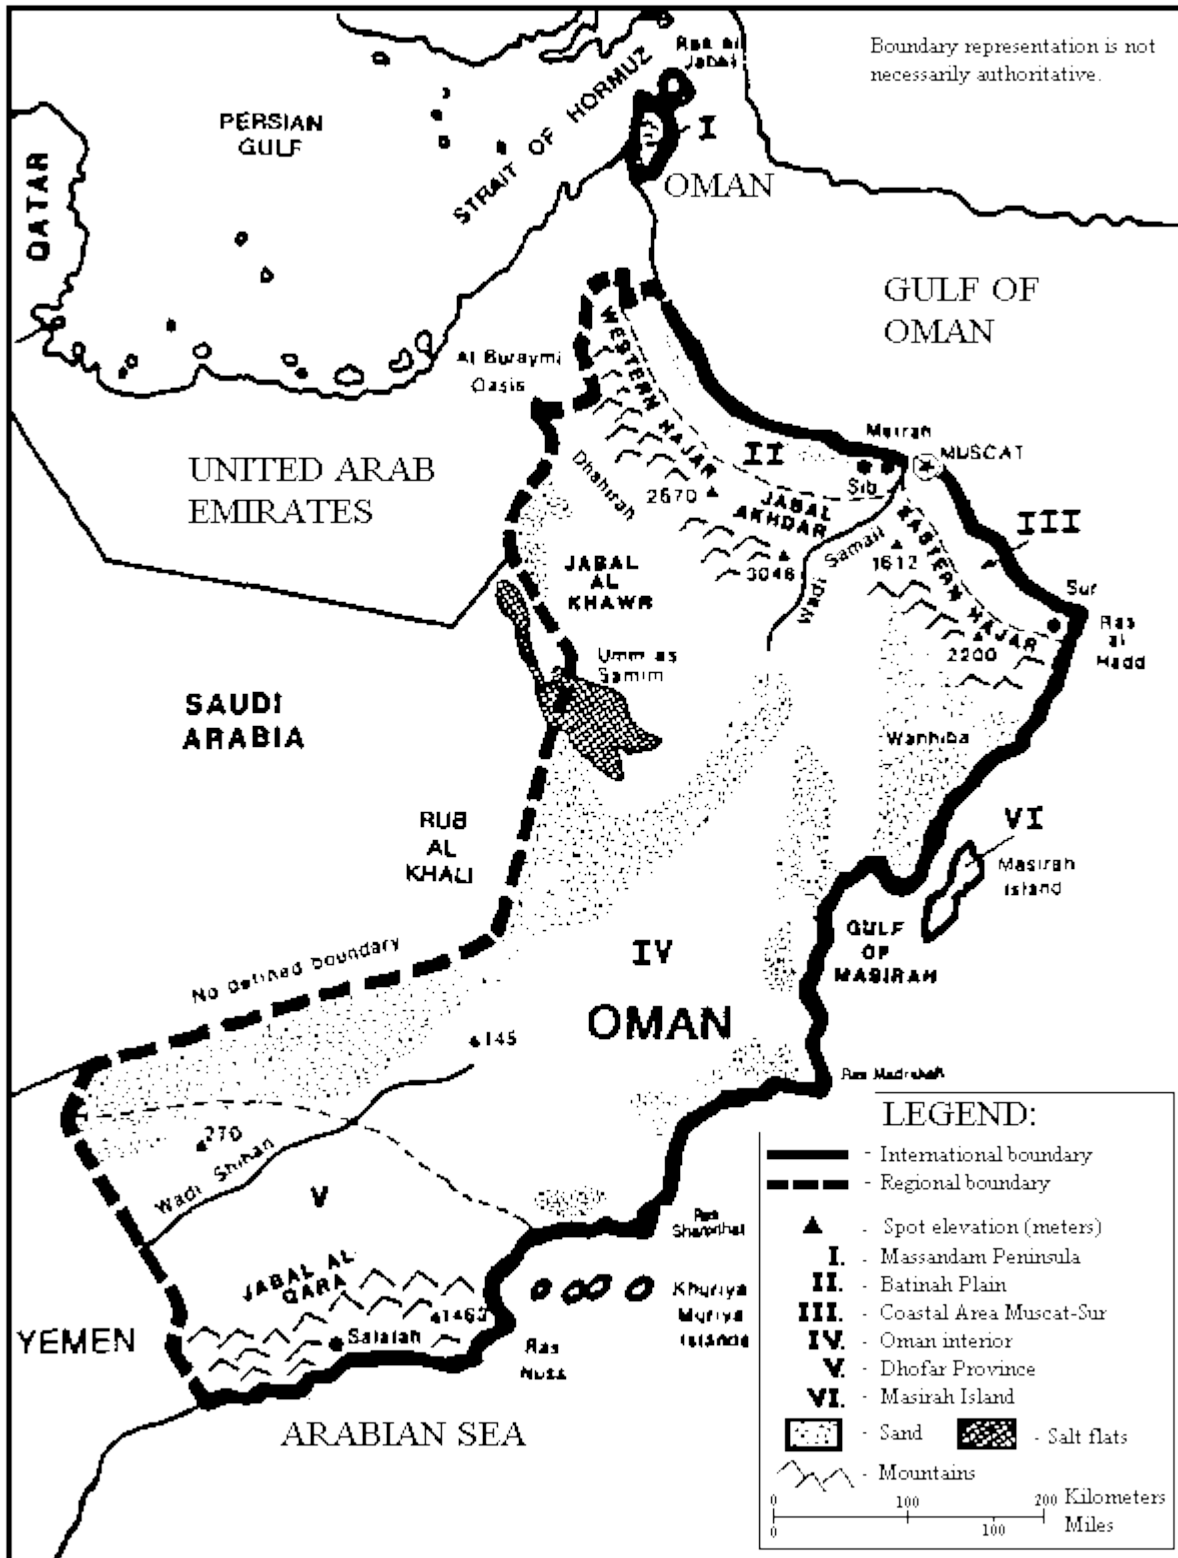 Boundary representation is not
necessarily authoritative.
Ras al
Jabal
STRAIT OF HORMUZ
PERSIAN
GULF
QATAR
I
OMAN
GULF OF
OMAN
WESTERN HAJAR
Al Buraymi
Oasis
UNITED ARAB
EMIRATES
Dhahirah
II
Matrah
MUSCAT
Sib
2670
JABAL
AKHDAR
3046
Wadi Samail
1612
EASTERN HAJAR
III
Sur
Ras
al
Hadd
2200
JABAL
AL
KHAWR
Umm as
Samim
SAUDI
ARABIA
Wahhiba
RUB
AL
KHALI
VI
Masirah
Island
GULF
OF
MASIRAH
No defined boundary
IV
OMAN
145
Ras Madrakah
270
Wadi Shihan
V
Ras
JABAL AL
QARA
1463
Khuriya
Muriya
Islands
Salalah
Ras
Nuss
YEMEN
ARABIAN SEA
LEGEND:
- International boundary
- Regional boundary
- Spot elevation (meters)
I. - Massandam Peninsula
II. - Batinah Plain
III. - Coastal Area Muscat-Sur
IV. - Oman interior
V. - Dhofar Province
VI. - Masirah Island
- Sand
- Salt flats
- Mountains
0 100 200 Kilometers
0 100 Miles